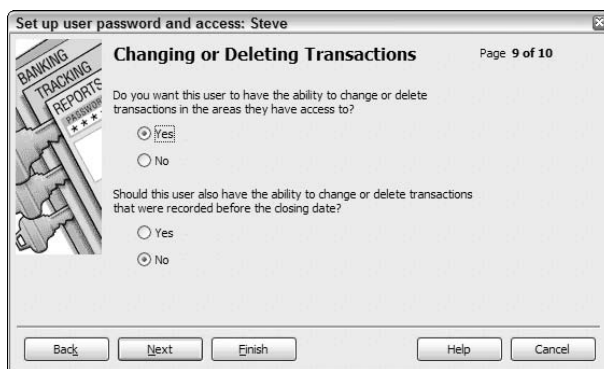 Set up user password and access: Steve
BANKING
TRACKING
REPORTS
PASSWORD
* * * *
Changing or Deleting Transactions
Page 9 of 10
Do you want this user to have the ability to change or delete
transactions in the areas they have access to?
Yes
No
Should this user also have the ability to change or delete transactions
that were recorded before the closing date?
Yes
No
Back
Next
Finish
Help
Cancel